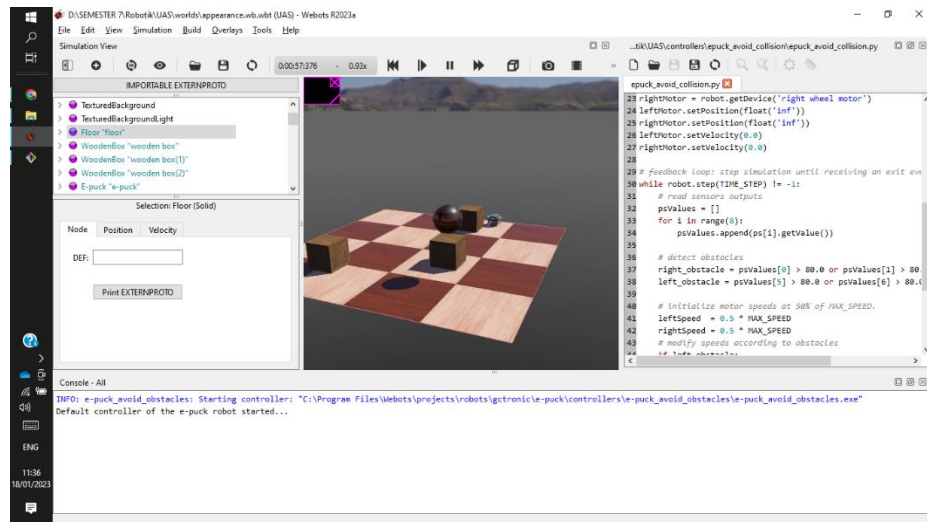 D:\SEMESTER 7\Robotik\UAS\worlds\appearance.wb.wbt (UAS) - Webots R2023a
File Edit View Simulation Build Overlays Tools Help
Simulation View
0:00:57:376 - 0.93x
IMPORTABLE EXTERNPROTO
TexturedBackground
TexturedBackgroundLight
Floor "floor"
WoodenBox "wooden box"
WoodenBox "wooden box(1)"
WoodenBox "wooden box(2)"
E-puck "e-puck"
Selection: Floor (Solid)
Node Position Velocity
DEF:
Print EXTERNPROTO
...tik\UAS\controllers\epuck_avoid_collision\epuck_avoid_collision.py
epuck_avoid_collision.py
23 rightMotor = robot.getDevice('right wheel motor')
24 leftMotor.setPosition(float('inf'))
25 rightMotor.setPosition(float('inf'))
26 leftMotor.setVelocity(0.0)
27 rightMotor.setVelocity(0.0)
28
29 # feedback loop: step simulation until receiving an exit eve
30 while robot.step(TIME_STEP) != -1:
31 # read sensors outputs
32 psValues = []
33 for i in range(8):
34 psValues.append(ps[i].getValue())
35
36 # detect obstacles
37 right_obstacle = psValues[0] > 80.0 or psValues[1] > 80.
38 left_obstacle = psValues[5] > 80.0 or psValues[6] > 80.0
39
40 # initialize motor speeds at 50% of MAX_SPEED.
41 leftSpeed = 0.5 * MAX_SPEED
42 rightSpeed = 0.5 * MAX_SPEED
43 # modify speeds according to obstacles
44 if left_obstacle:
Console - All
INFO: e-puck_avoid_obstacles: Starting controller: "C:\Program Files\Webots\projects\robots\gctronic\e-puck\controllers\e-puck_avoid_obstacles\e-puck_avoid_obstacles.exe"
Default controller of the e-puck robot started...
ENG
11:36
18/01/2023